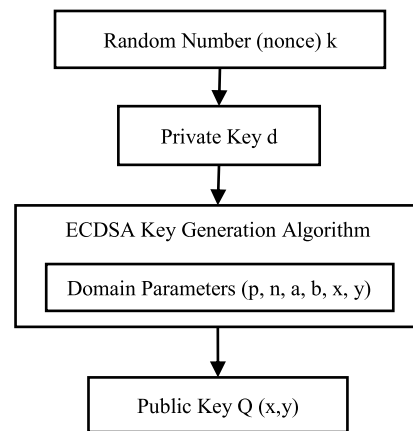 Random Number (nonce) k
Private Key d
ECDSA Key Generation Algorithm
Domain Parameters (p, n, a, b, x, y)
Public Key Q (x,y)